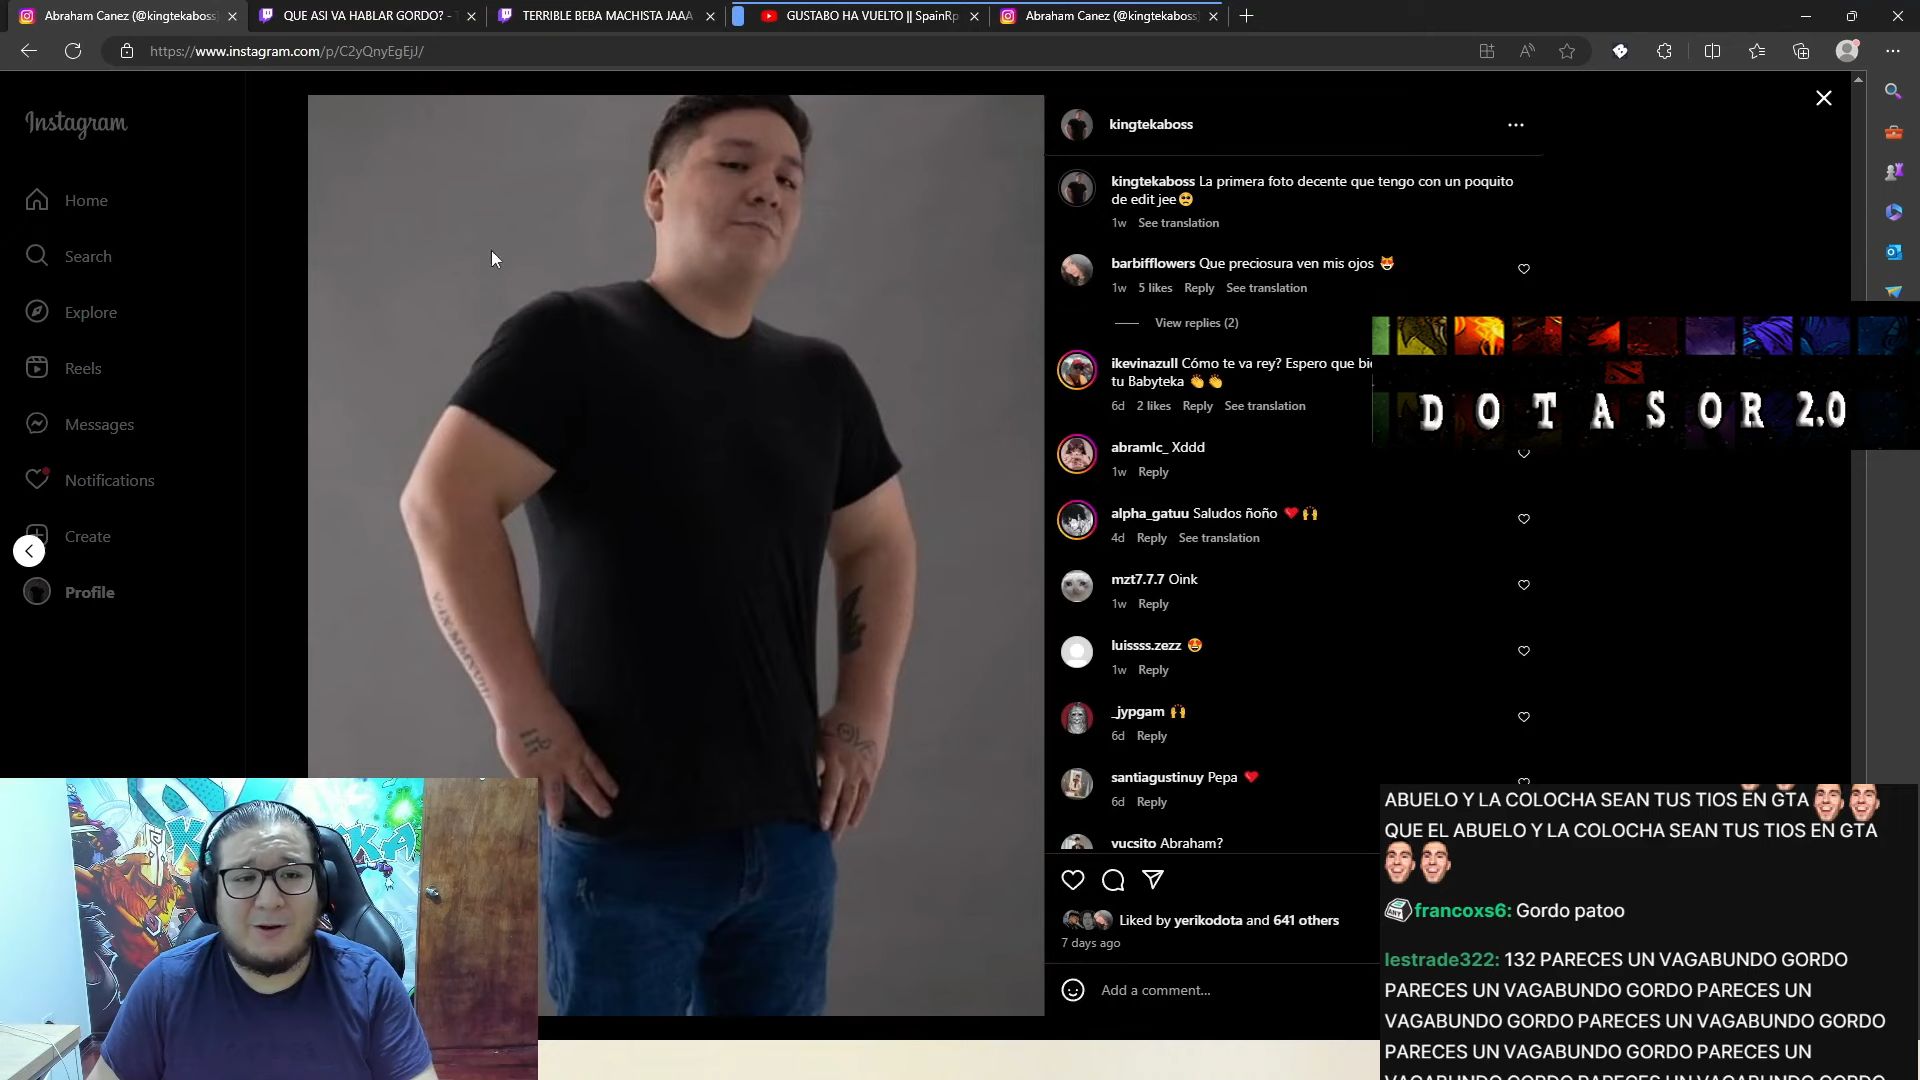 Abraham Canez (@kingtekaboss
QUE ASI VA HABLAR GORDO? - T
TERRIBLE BEBA MACHISTA JAAA
GUSTABO HA VUELTO || SpainRp
Abraham Canez (@kingtekaboss
https://www.instagram.com/p/C2yQnyEgEjJ/
Instagram
Home
Search
Explore
Reels
Messages
Notifications
Create
Profile
kingtekaboss
kingtekaboss La primera foto decente que tengo con un poquito
de edit jee🥺
1w See translation
barbifflowers Que preciosura ven mis ojos 😻
1w 5 likes Reply See translation
View replies (2)
ikevinazull Cómo te va rey? Espero que bi
tu Babyteka 👏👏
6d 2 likes Reply See translation
abramlc_ Xddd
1w Reply
alpha_gatuu Saludos ñoño ❤️🙌
4d Reply See translation
mzt7.7.7 Oink
1w Reply
luissss.zezz 🤩
1w Reply
_jypgam 🙌
6d Reply
santiagustinuy Pepa ❤️
6d Reply
vucsito Abraham?
Liked by yerikodota and 641 others
7 days ago
Add a comment...
DOTASOR 2.0
ABUELO Y LA COLOCHA SEAN TUS TIOS EN GTA
QUE EL ABUELO Y LA COLOCHA SEAN TUS TIOS EN GTA
francoxs6: Gordo patoo
lestrade322: 132 PARECES UN VAGABUNDO GORDO
PARECES UN VAGABUNDO GORDO PARECES UN
VAGABUNDO GORDO PARECES UN VAGABUNDO GORDO
PARECES UN VAGABUNDO GORDO PARECES UN
VAGABUNDO GORDO PARECES UN VAGABUNDO GORDO